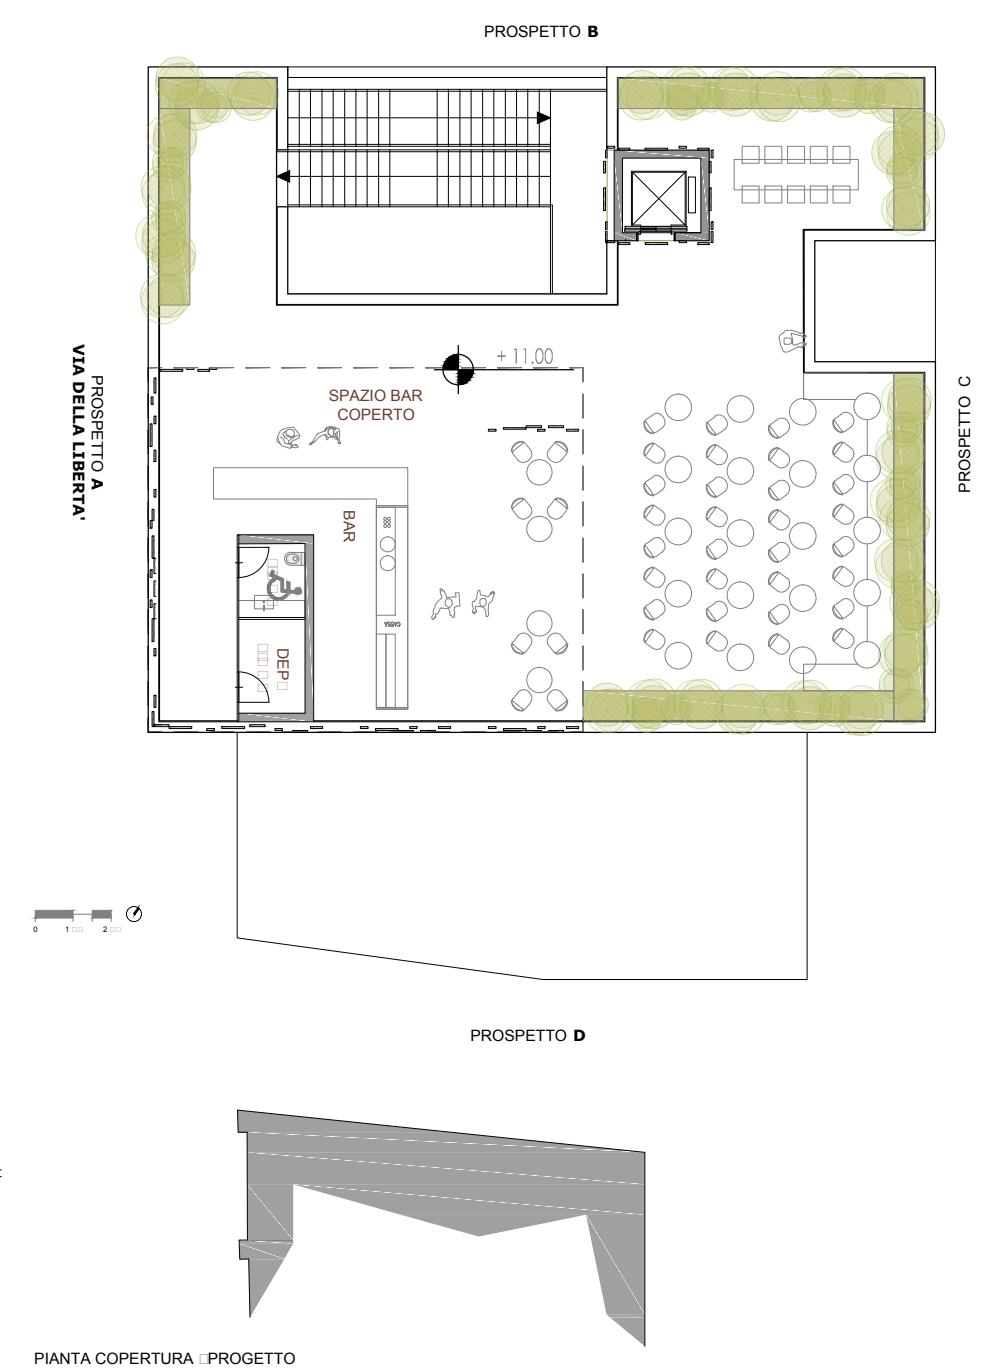 PROSPETTO B
+ 11.00
SPAZIO BAR
COPERTO
PROSPETTO A
VIA DELLA LIBERTA'
PROSPETTO C
BAR
CASSA
DEP
0 1 2
PROSPETTO D
PIANTA COPERTURA PROGETTO